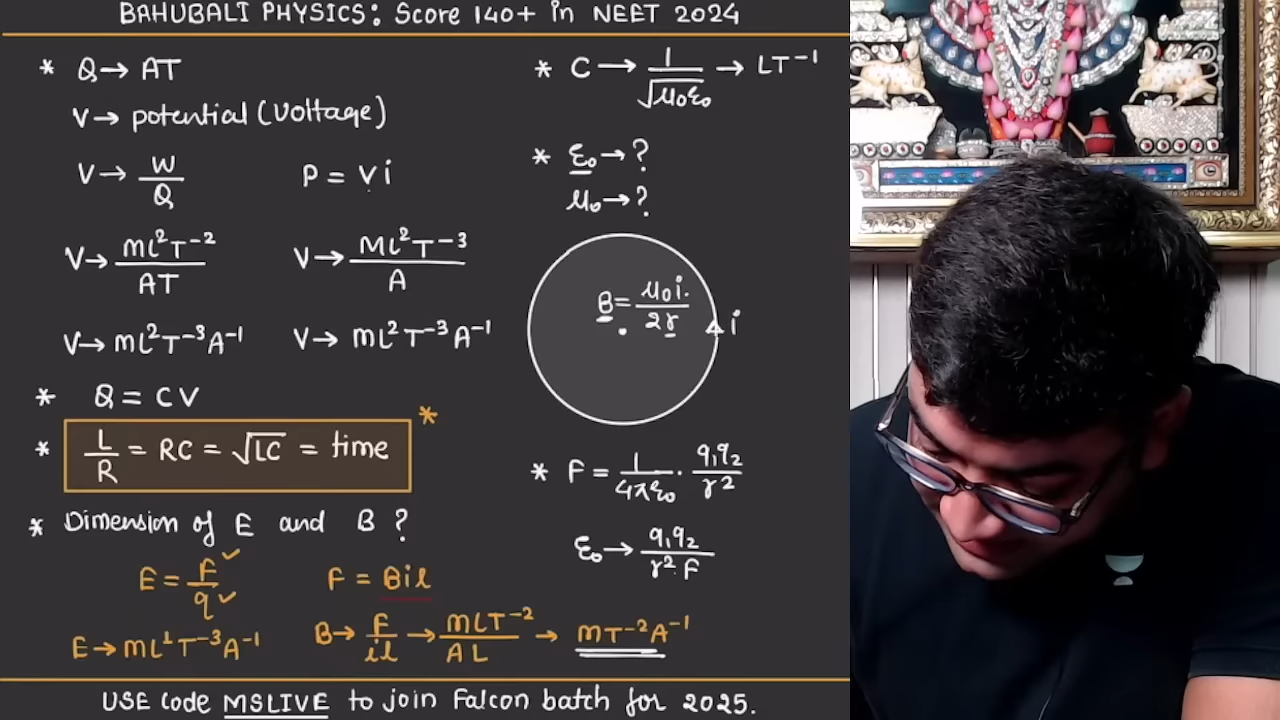 BAHUBALI PHYSICS: Score 140+ in NEET 2024
* Q→ AT
V→ potential (Voltage)
V→ W/Q
P = Vi
V→ ML²T⁻²/AT
V→ ML²T⁻³/A
V→ ML²T⁻³A⁻¹
V→ ML²T⁻³A⁻¹
* Q = CV
* L/R = RC = √LC = time *
* Dimension of E and B ?
E = F/q
F = Bil
E→ ML¹T⁻³A⁻¹
B→ F/il → MLT⁻²/AL → MT⁻²A⁻¹
* C → 1/√μ₀ε₀ → LT⁻¹
* ε₀→ ?
μ₀→ ?
B = μ₀i/2r
i
* F = 1/4πε₀ · q₁q₂/r²
ε₀→ q₁q₂/r²·F
USE Code MSLIVE to join Falcon batch for 2025.